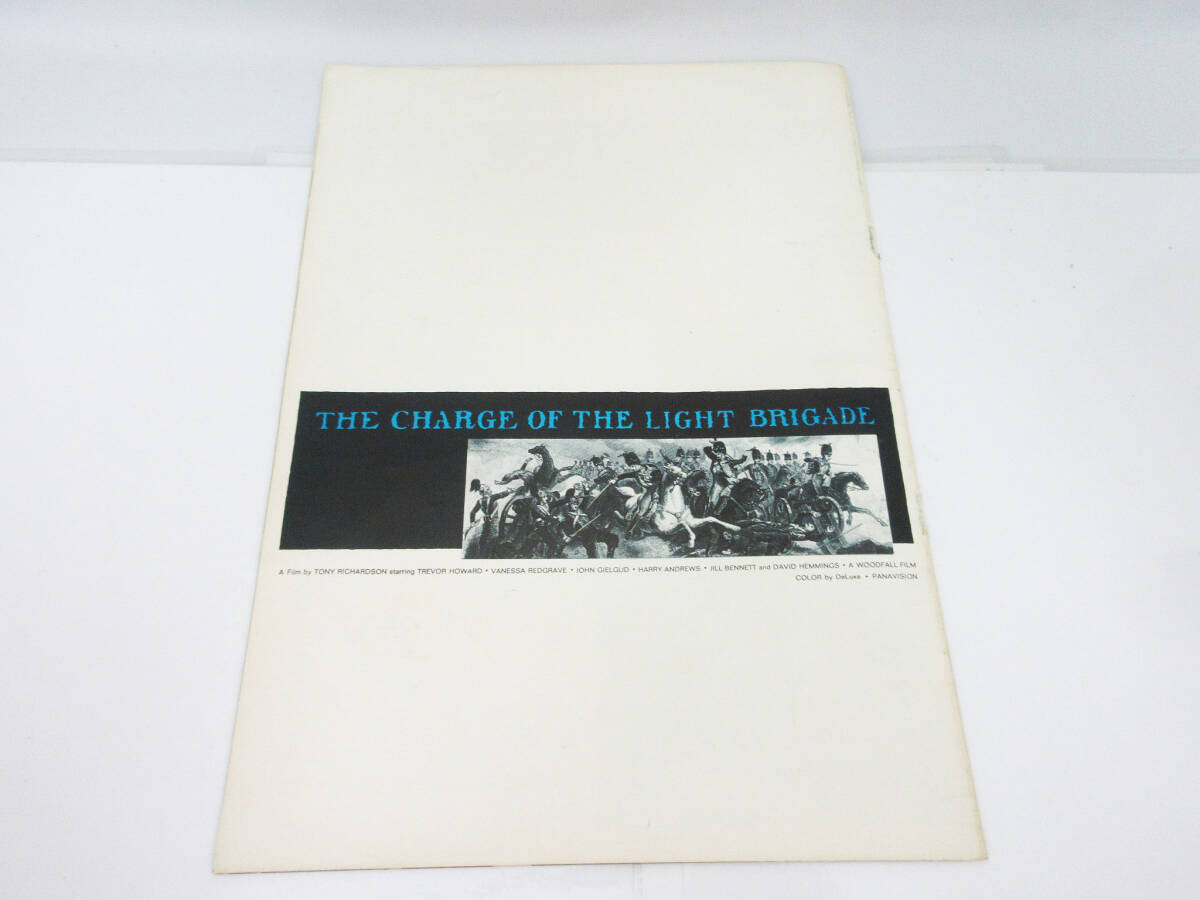 THE CHARGE OF THE LIGHT BRIGADE
A Film by TONY RICHARDSON starring TREVOR HOWARD • VANESSA REDGRAVE • JOHN GIELGUD • HARRY ANDREWS • JILL BENNETT and DAVID HEMMINGS • A WOODFALL FILM
COLOR by DeLuxe • PANAVISION